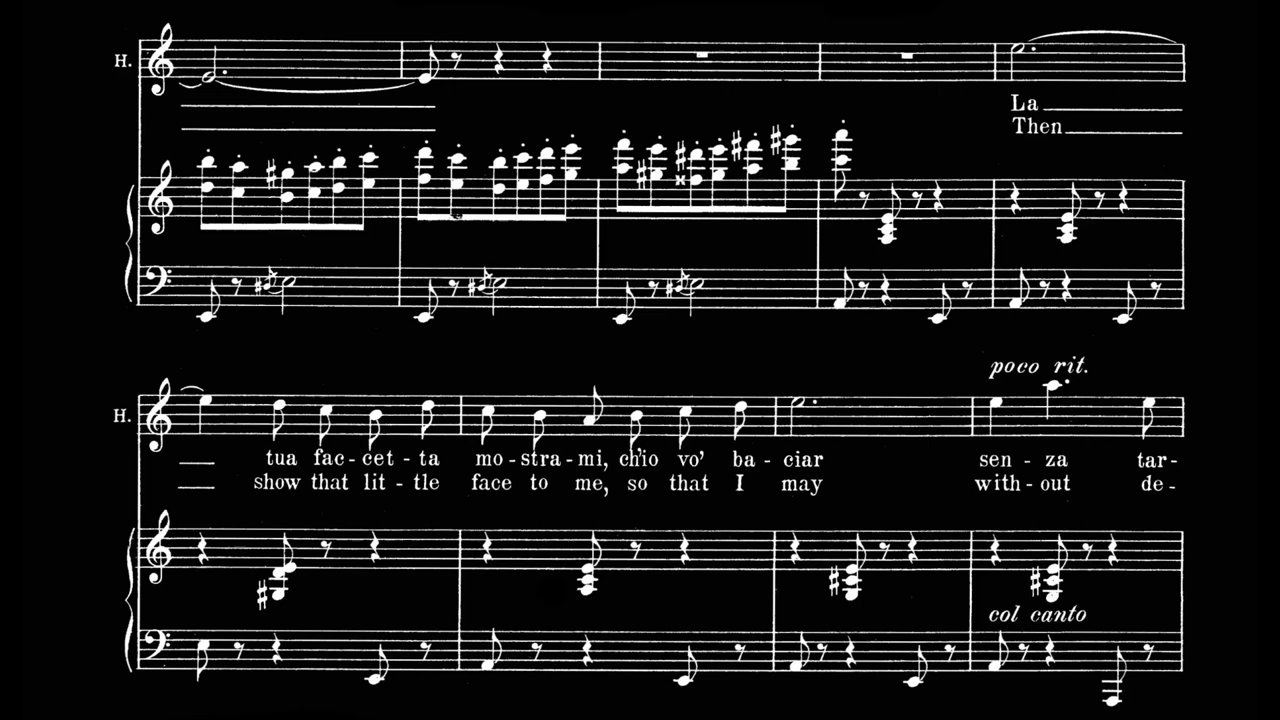 H.
La
Then
poco rit.
H.
tua fac-cet-ta mo-stra-mi, ch'io vo' ba-ciar sen-za tar-
show that lit-tle face to me, so that I may with-out de-
col canto